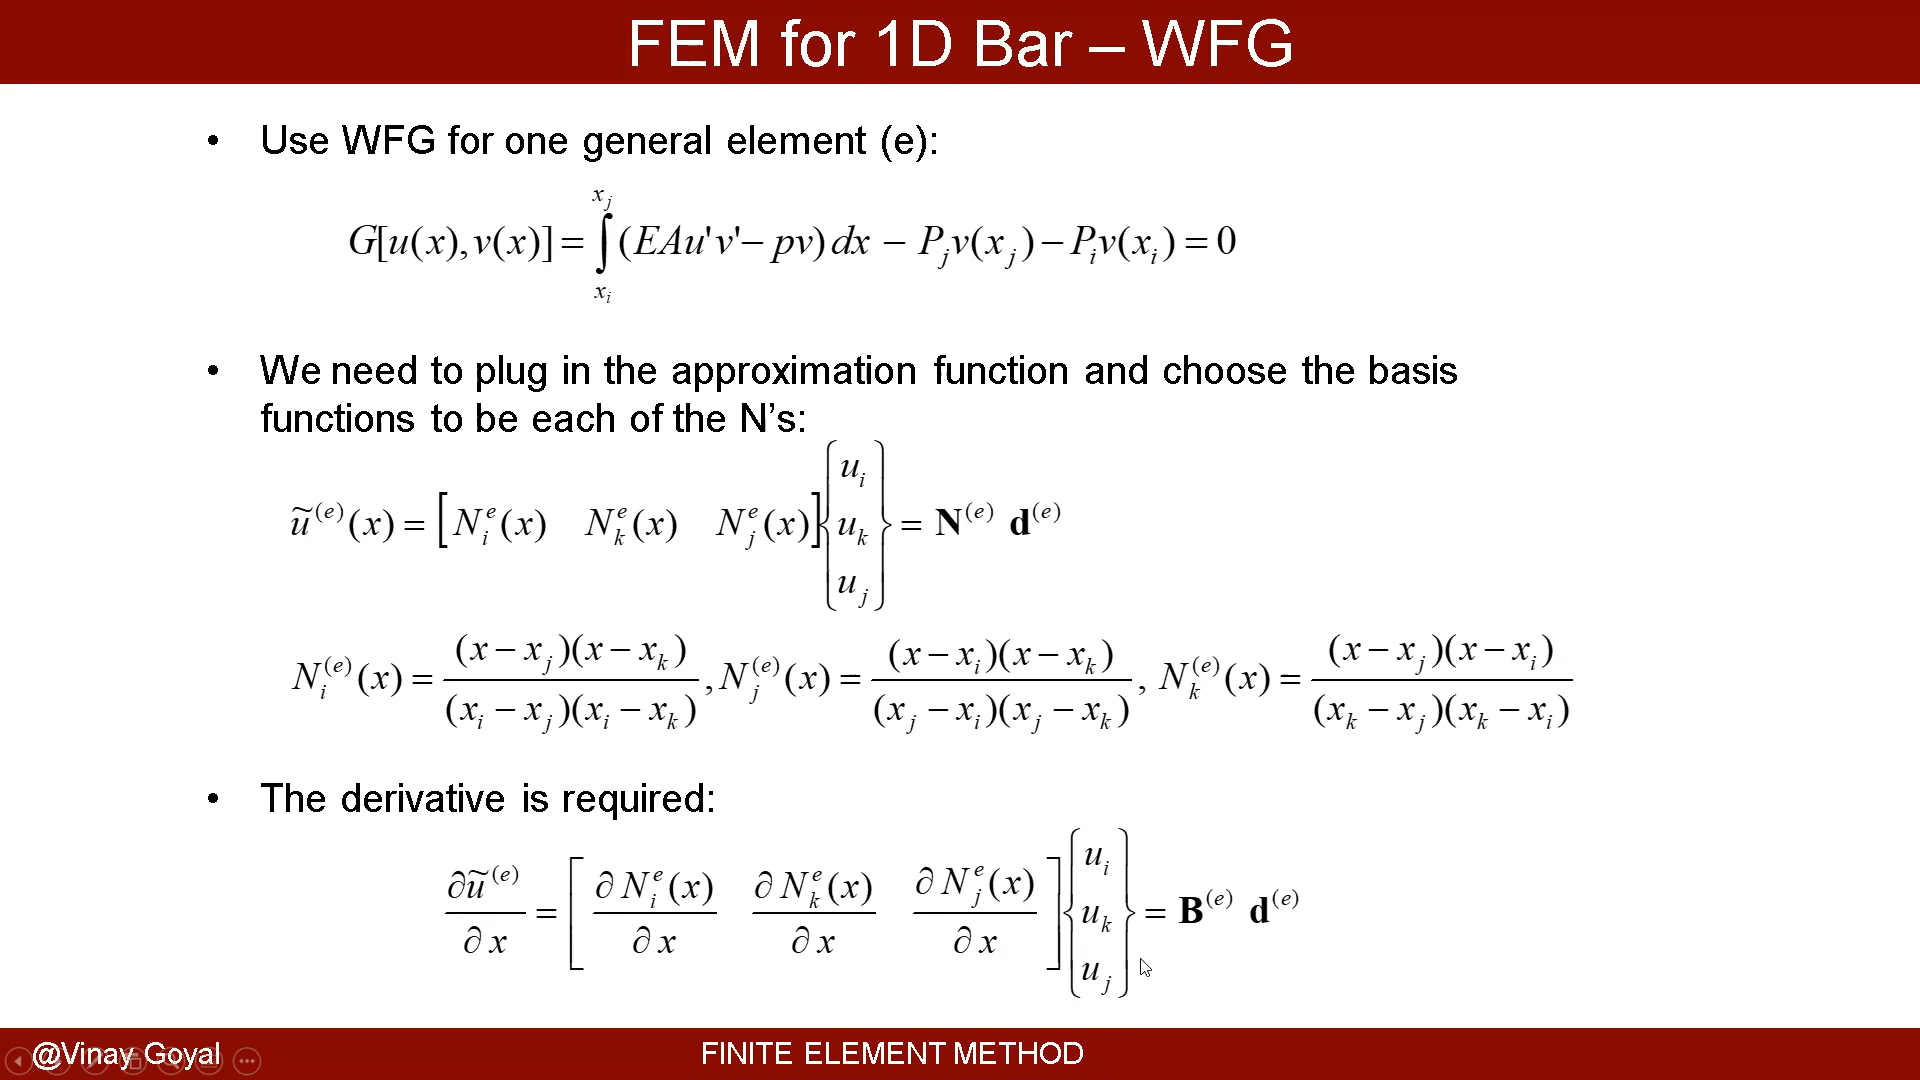 FEM for 1D Bar – WFG
• Use WFG for one general element (e):
G[u(x), v(x)] = ∫_{x_i}^{x_j} (EAu'v' − pv) dx − P_j v(x_j) − P_i v(x_i) = 0
• We need to plug in the approximation function and choose the basis
functions to be each of the N’s:
ũ^{(e)}(x) = [N_i^e(x) N_k^e(x) N_j^e(x)] {u_i u_k u_j} = N^{(e)} d^{(e)}
N_i^{(e)}(x) = (x − x_j)(x − x_k) / (x_i − x_j)(x_i − x_k), N_j^{(e)}(x) = (x − x_i)(x − x_k) / (x_j − x_i)(x_j − x_k), N_k^{(e)}(x) = (x − x_j)(x − x_i) / (x_k − x_j)(x_k − x_i)
• The derivative is required:
∂ũ^{(e)} / ∂x = [∂N_i^e(x) / ∂x ∂N_k^e(x) / ∂x ∂N_j^e(x) / ∂x] {u_i u_k u_j} = B^{(e)} d^{(e)}
@Vinay Goyal
FINITE ELEMENT METHOD